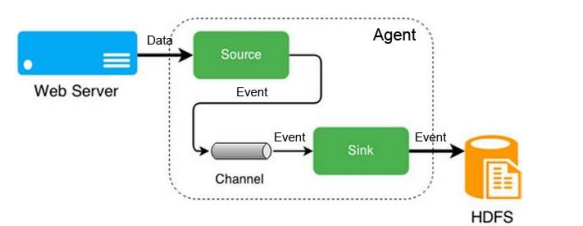 Agent
Data
Source
Web Server
Event
Event
Sink
Event
Channel
HDFS